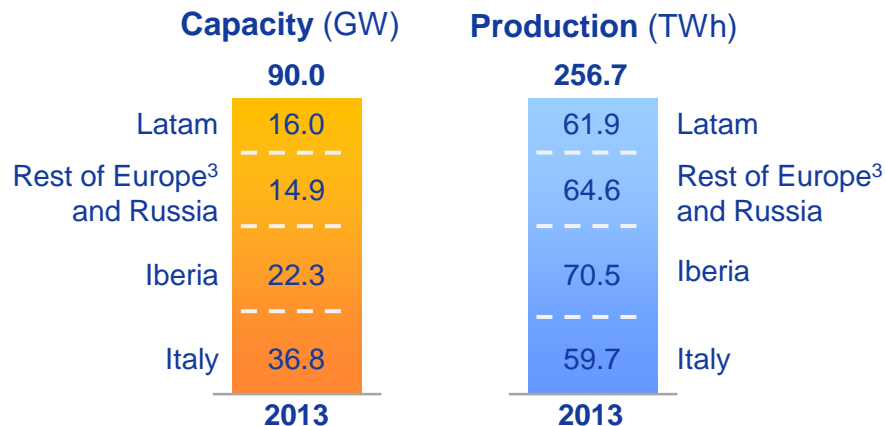 Capacity (GW)
90.0
Latam
16.0
Rest of Europe³
and Russia
14.9
Iberia
22.3
Italy
36.8
2013
Production (TWh)
256.7
61.9
Latam
64.6
Rest of Europe³
and Russia
70.5
Iberia
59.7
Italy
2013